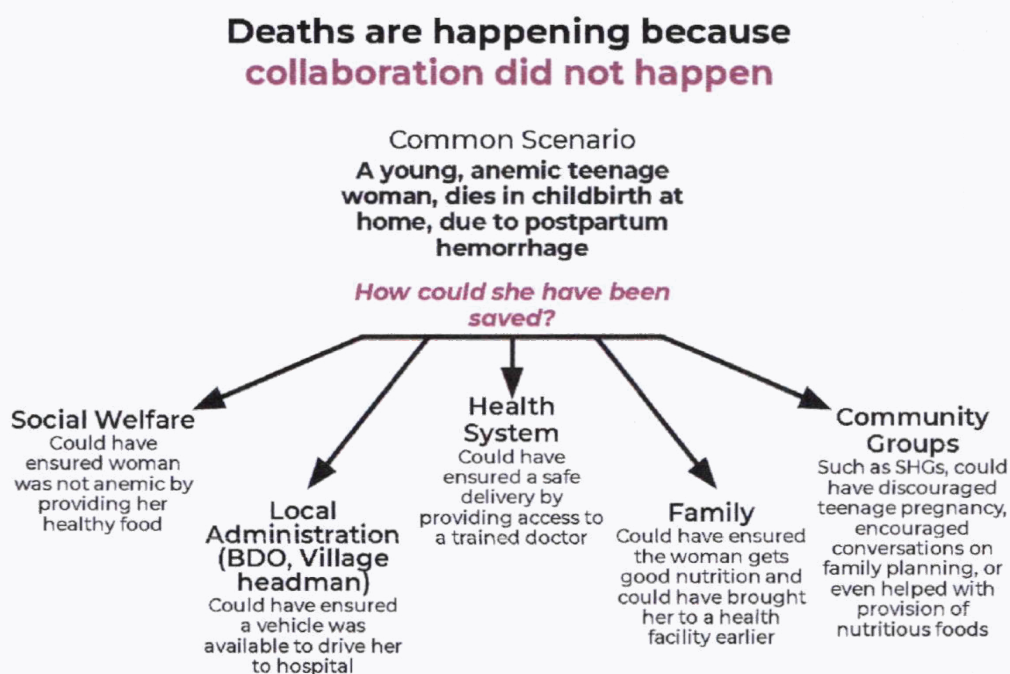 Deaths are happening because
collaboration did not happen
Common Scenario
A young, anemic teenage
woman, dies in childbirth at
home, due to postpartum
hemorrhage
How could she have been
saved?
Social Welfare
Could have
ensured woman
was not anemic by
providing her
healthy food
Local
Administration
(BDO, Village
headman)
Could have ensured
a vehicle was
available to drive her
to hospital
Health
System
Could have
ensured a safe
delivery by
providing access to
a trained doctor
Family
Could have ensured
the woman gets
good nutrition and
could have brought
her to a health
facility earlier
Community
Groups
Such as SHGs, could
have discouraged
teenage pregnancy,
encouraged
conversations on
family planning, or
even helped with
provision of
nutritious foods